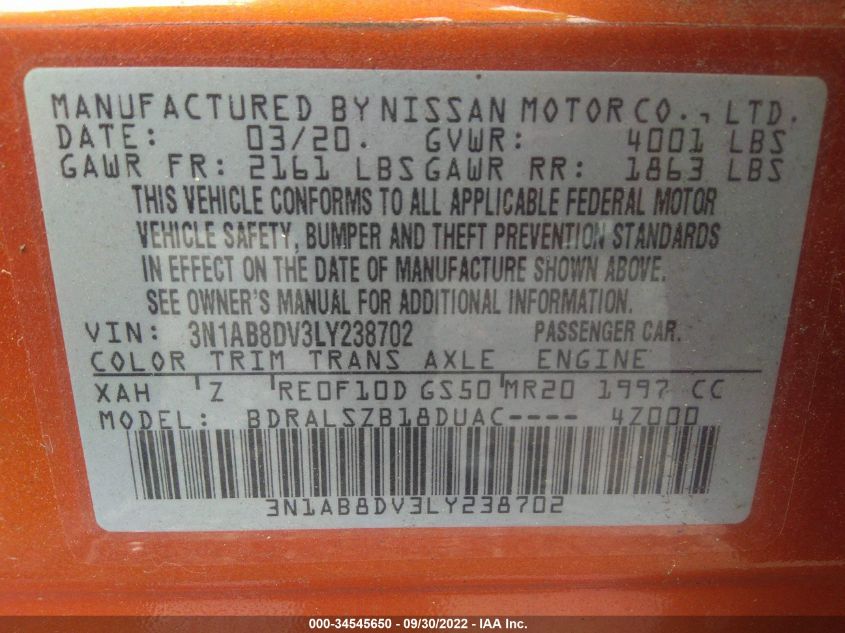 MANUFACTURED BY NISSAN MOTOR CO., LTD.
DATE: 03/20. GVWR: 4001 LBS
GAWR FR: 2161 LBS GAWR RR: 1863 LBS
THIS VEHICLE CONFORMS TO ALL APPLICABLE FEDERAL MOTOR
VEHICLE SAFETY, BUMPER AND THEFT PREVENTION STANDARDS
IN EFFECT ON THE DATE OF MANUFACTURE SHOWN ABOVE.
SEE OWNER'S MANUAL FOR ADDITIONAL INFORMATION.
VIN: 3N1AB8DV3LY238702 PASSENGER CAR.
COLOR TRIM TRANS AXLE ENGINE
XAH Z RE0F10D GS50 MR20 1997 CC
MODEL: BDRALSZB18DUAC---- 4Z000
3N1AB8DV3LY238702
000-34545650 - 09/30/2022 - IAA Inc.